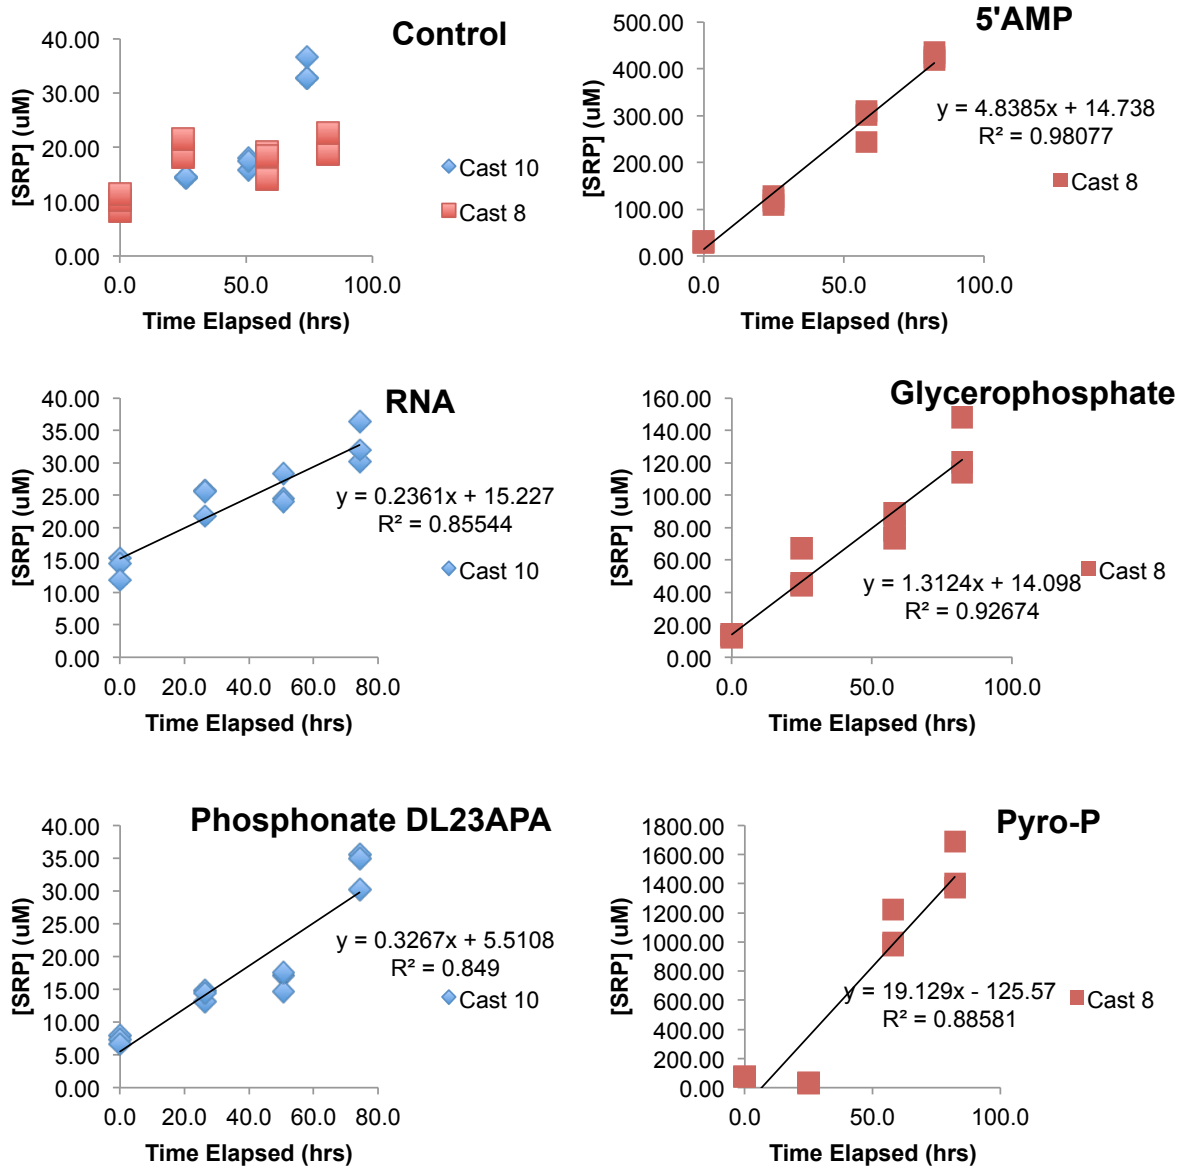 Control
[SRP] (uM)
40.00
30.00
20.00
10.00
0.00
0.0 50.0 100.0
Time Elapsed (hrs)
Cast 10
Cast 8
5'AMP
[SRP] (uM)
500.00
400.00
300.00
200.00
100.00
0.00
0.0 50.0 100.0
Time Elapsed (hrs)
y = 4.8385x + 14.738
R² = 0.98077
Cast 8
RNA
[SRP] (uM)
40.00
35.00
30.00
25.00
20.00
15.00
10.00
5.00
0.00
0.0 20.0 40.0 60.0 80.0
Time Elapsed (hrs)
y = 0.2361x + 15.227
R² = 0.85544
Cast 10
Glycerophosphate
[SRP] (uM)
160.00
140.00
120.00
100.00
80.00
60.00
40.00
20.00
0.00
0.0 50.0 100.0
Time Elapsed (hrs)
y = 1.3124x + 14.098
R² = 0.92674
Cast 8
Phosphonate DL23APA
[SRP] (uM)
40.00
35.00
30.00
25.00
20.00
15.00
10.00
5.00
0.00
0.0 20.0 40.0 60.0 80.0
Time Elapsed (hrs)
y = 0.3267x + 5.5108
R² = 0.849
Cast 10
Pyro-P
[SRP] (uM)
1800.00
1600.00
1400.00
1200.00
1000.00
800.00
600.00
400.00
200.00
0.00
0.0 50.0 100.0
Time Elapsed (hrs)
y = 19.129x - 125.57
R² = 0.88581
Cast 8